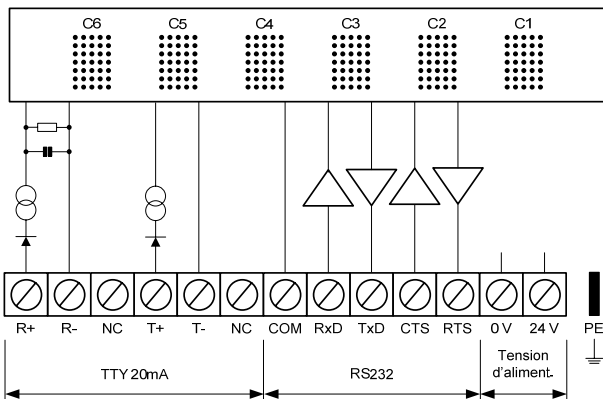 C6 C5 C4 C3 C2 C1
R+ R- NC T+ T- NC COM RxD TxD CTS RTS 0 V 24 V PE
TTY 20mA RS232 Tension
d'aliment.